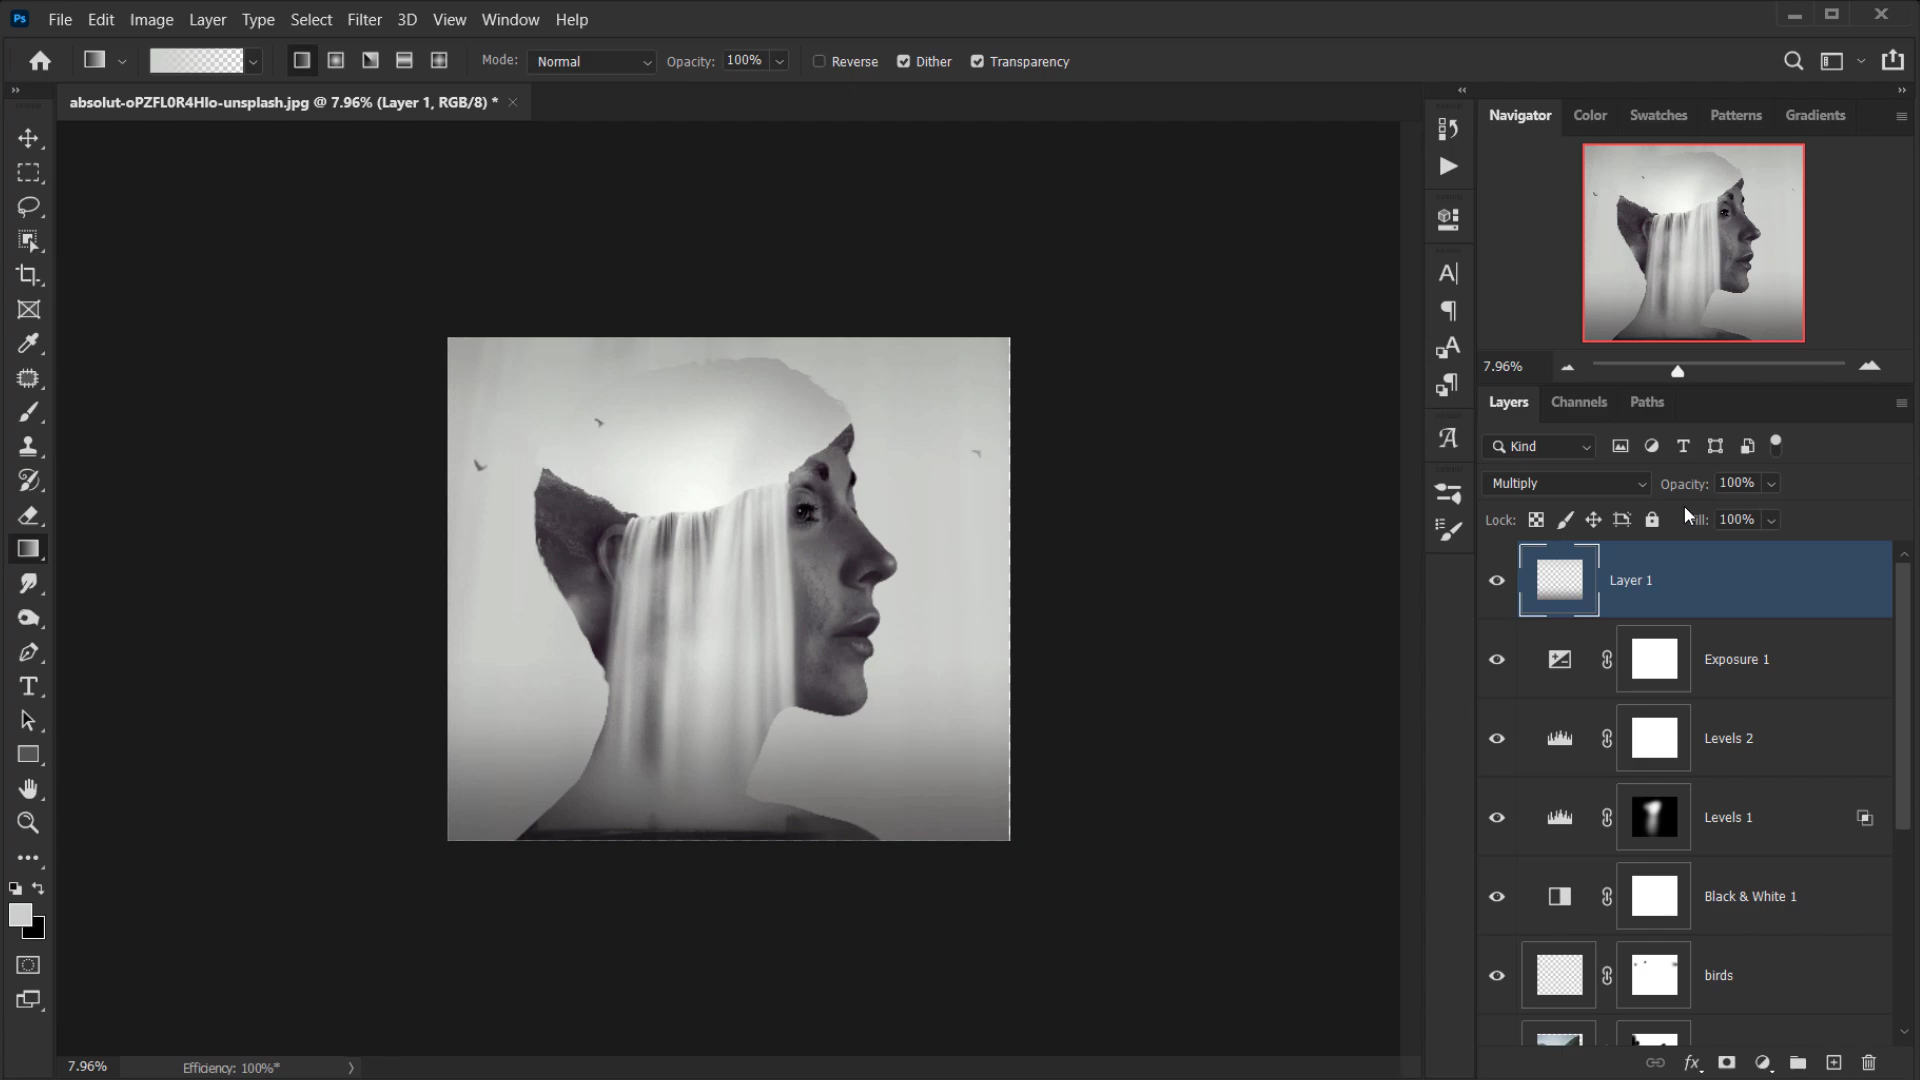 Ps File Edit Image Layer Type Select Filter 3D View Window Help
Mode: Normal Opacity: 100% Reverse Dither Transparency
absolut-oPZFL0R4HIo-unsplash.jpg @ 7.96% (Layer 1, RGB/8) *
Navigator Color Swatches Patterns Gradients
7.96%
Layers Channels Paths
Kind
Multiply Opacity: 100%
Lock: 100%
Layer 1
Exposure 1
Levels 2
Levels 1
Black & White 1
birds
fx
7.96% Efficiency: 100%*